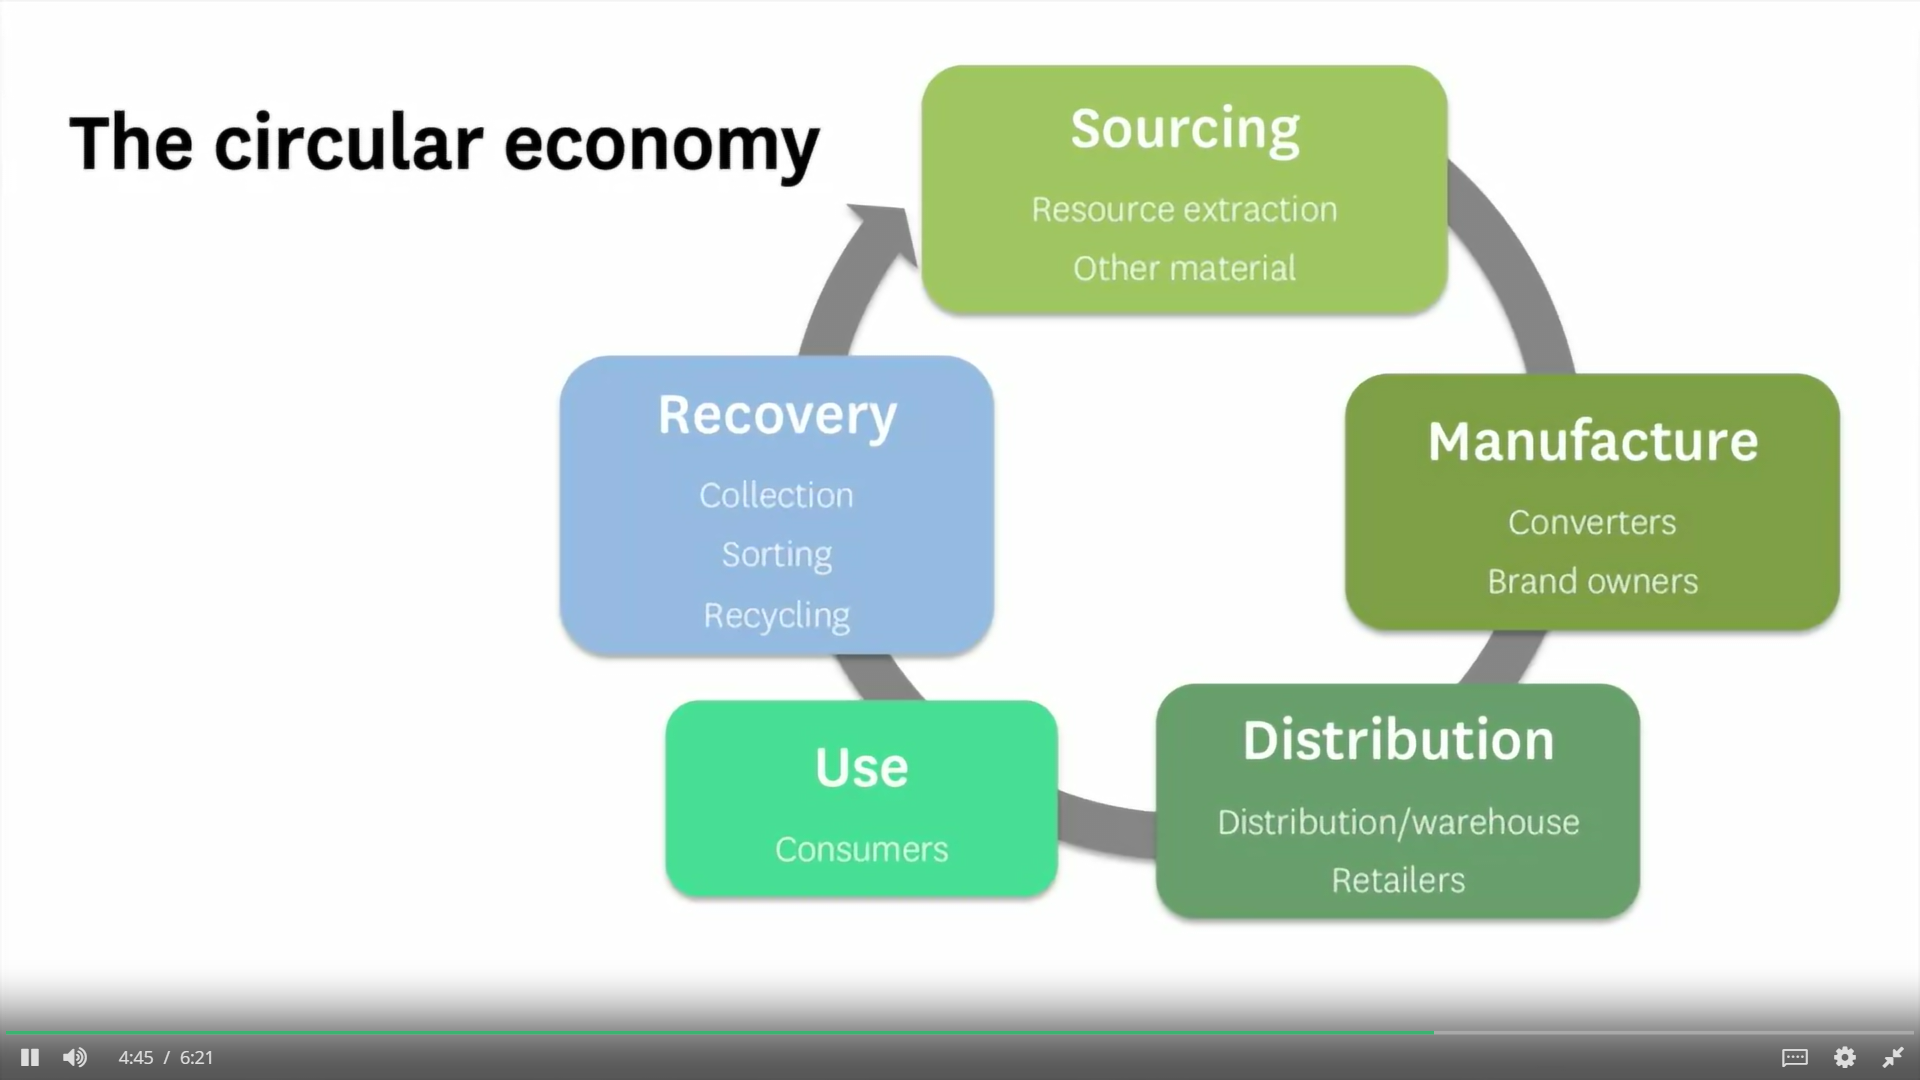 The circular economy
Sourcing
Resource extraction
Other material
Manufacture
Converters
Brand owners
Distribution
Distribution/warehouse
Retailers
Use
Consumers
Recovery
Collection
Sorting
Recycling
4:45 / 6:21